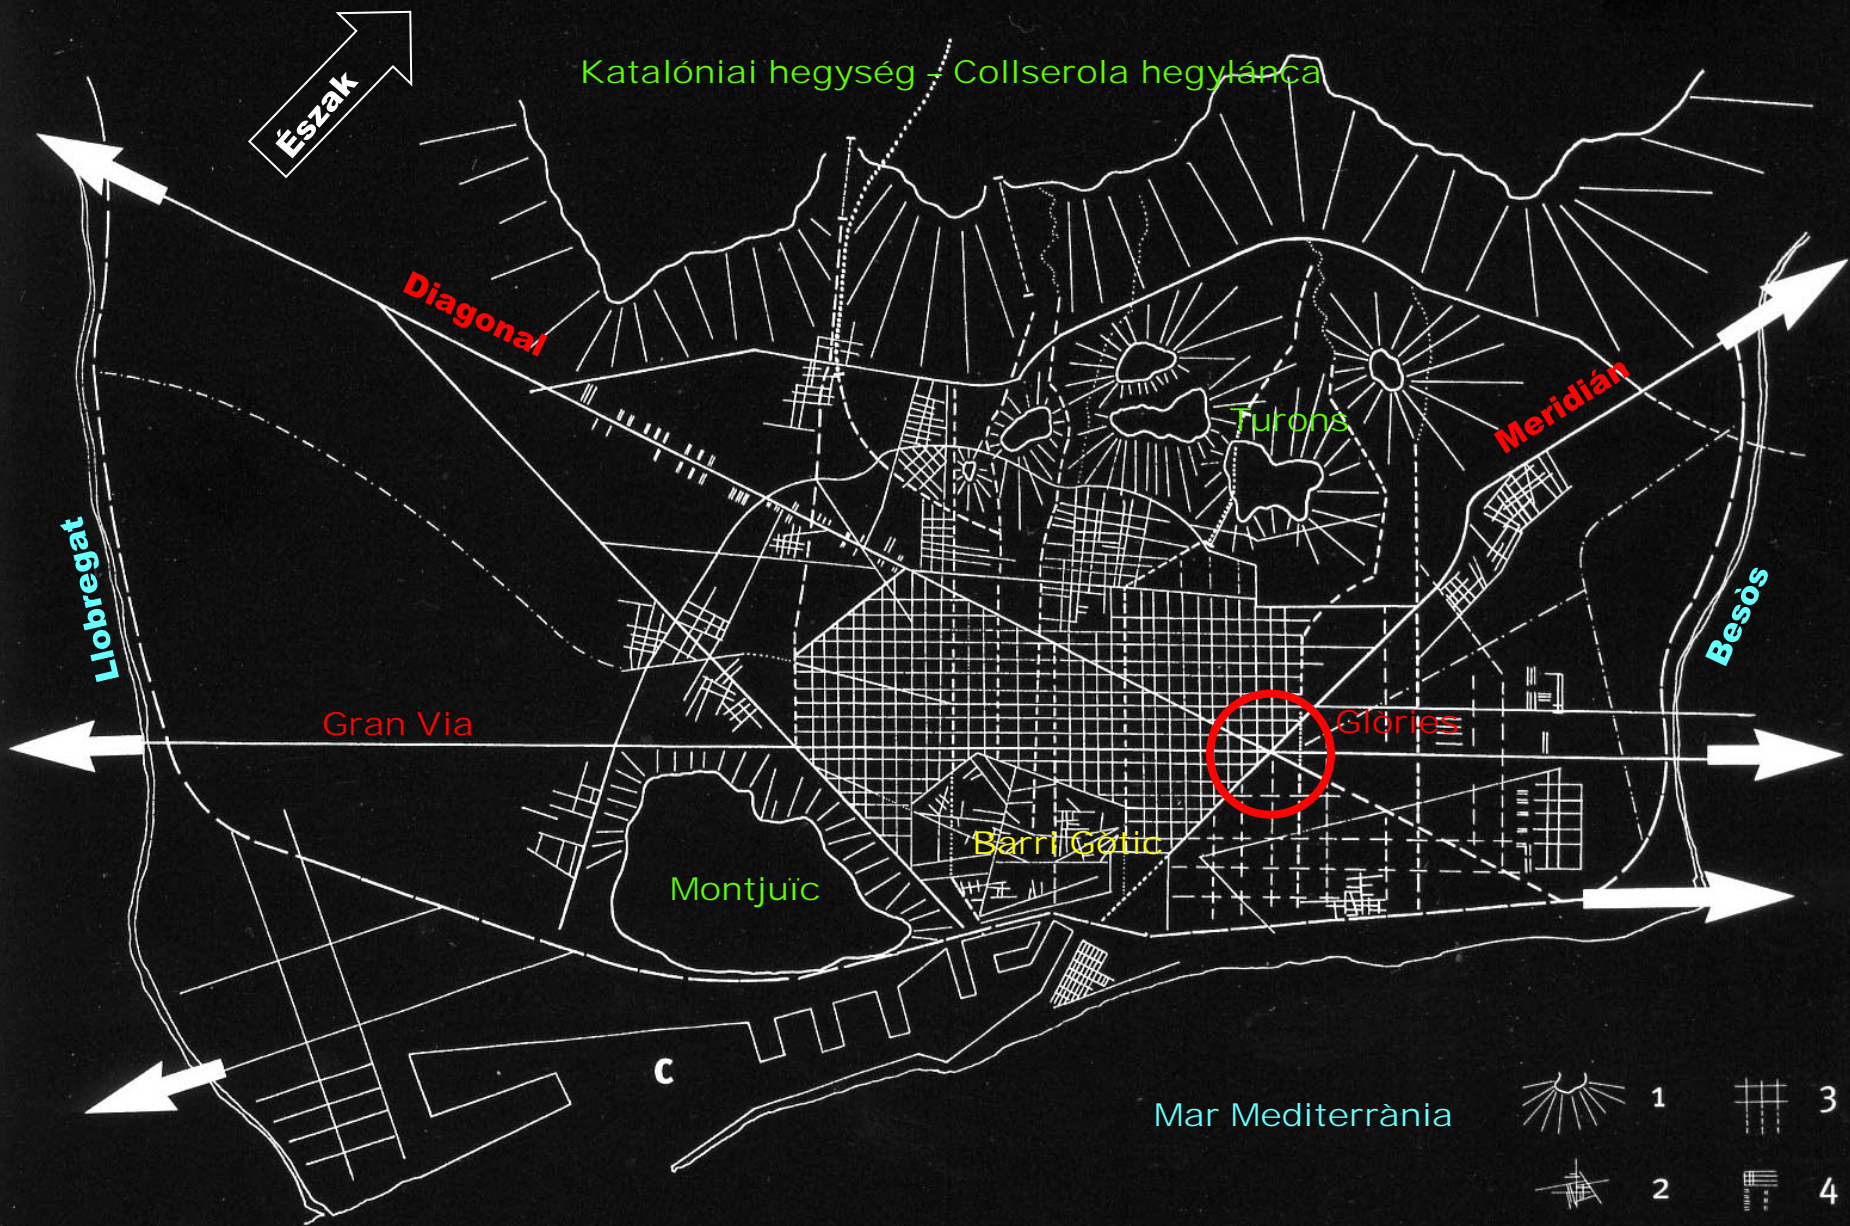 Észak
Katalóniai hegység - Collserola hegylánca
Diagonal
Meridián
Turons
Llobregat
Besòs
Gran Via
Glòries
Barri Gòtic
Montjuïc
C
Mar Mediterrània
1
3
2
4